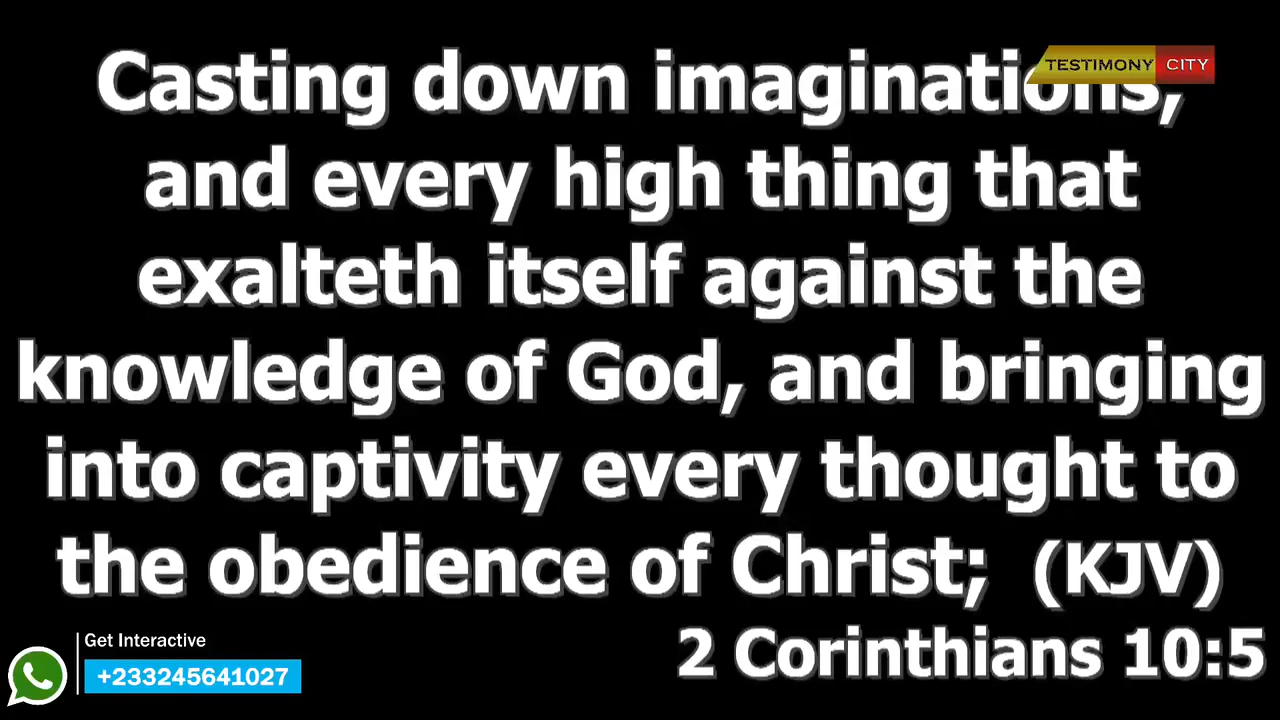 Casting down imaginations,
TESTIMONY CITY
and every high thing that
exalteth itself against the
knowledge of God, and bringing
into captivity every thought to
the obedience of Christ; (KJV)
2 Corinthians 10:5
Get Interactive
+233245641027